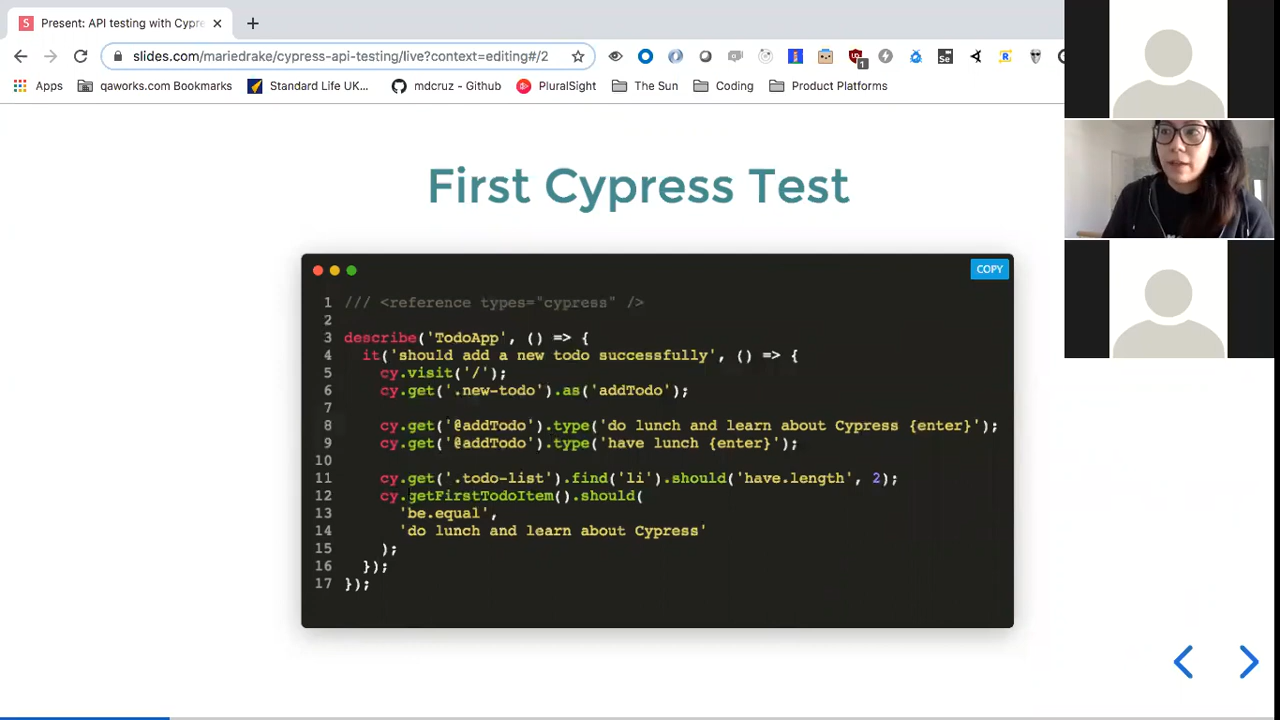 Present: API testing with Cypre
slides.com/mariedrake/cypress-api-testing/live?context=editing#/2
Apps
qaworks.com Bookmarks
Standard Life UK...
mdcruz - Github
PluralSight
The Sun
Coding
Product Platforms
First Cypress Test
COPY
1 /// <reference types="cypress" />
2
3 describe('TodoApp', () => {
4 it('should add a new todo successfully', () => {
5 cy.visit('/');
6 cy.get('.new-todo').as('addTodo');
7
8 cy.get('@addTodo').type('do lunch and learn about Cypress {enter}');
9 cy.get('@addTodo').type('have lunch {enter}');
10
11 cy.get('.todo-list').find('li').should('have.length', 2);
12 cy.getFirstTodoItem().should(
13 'be.equal',
14 'do lunch and learn about Cypress'
15 );
16 });
17 });